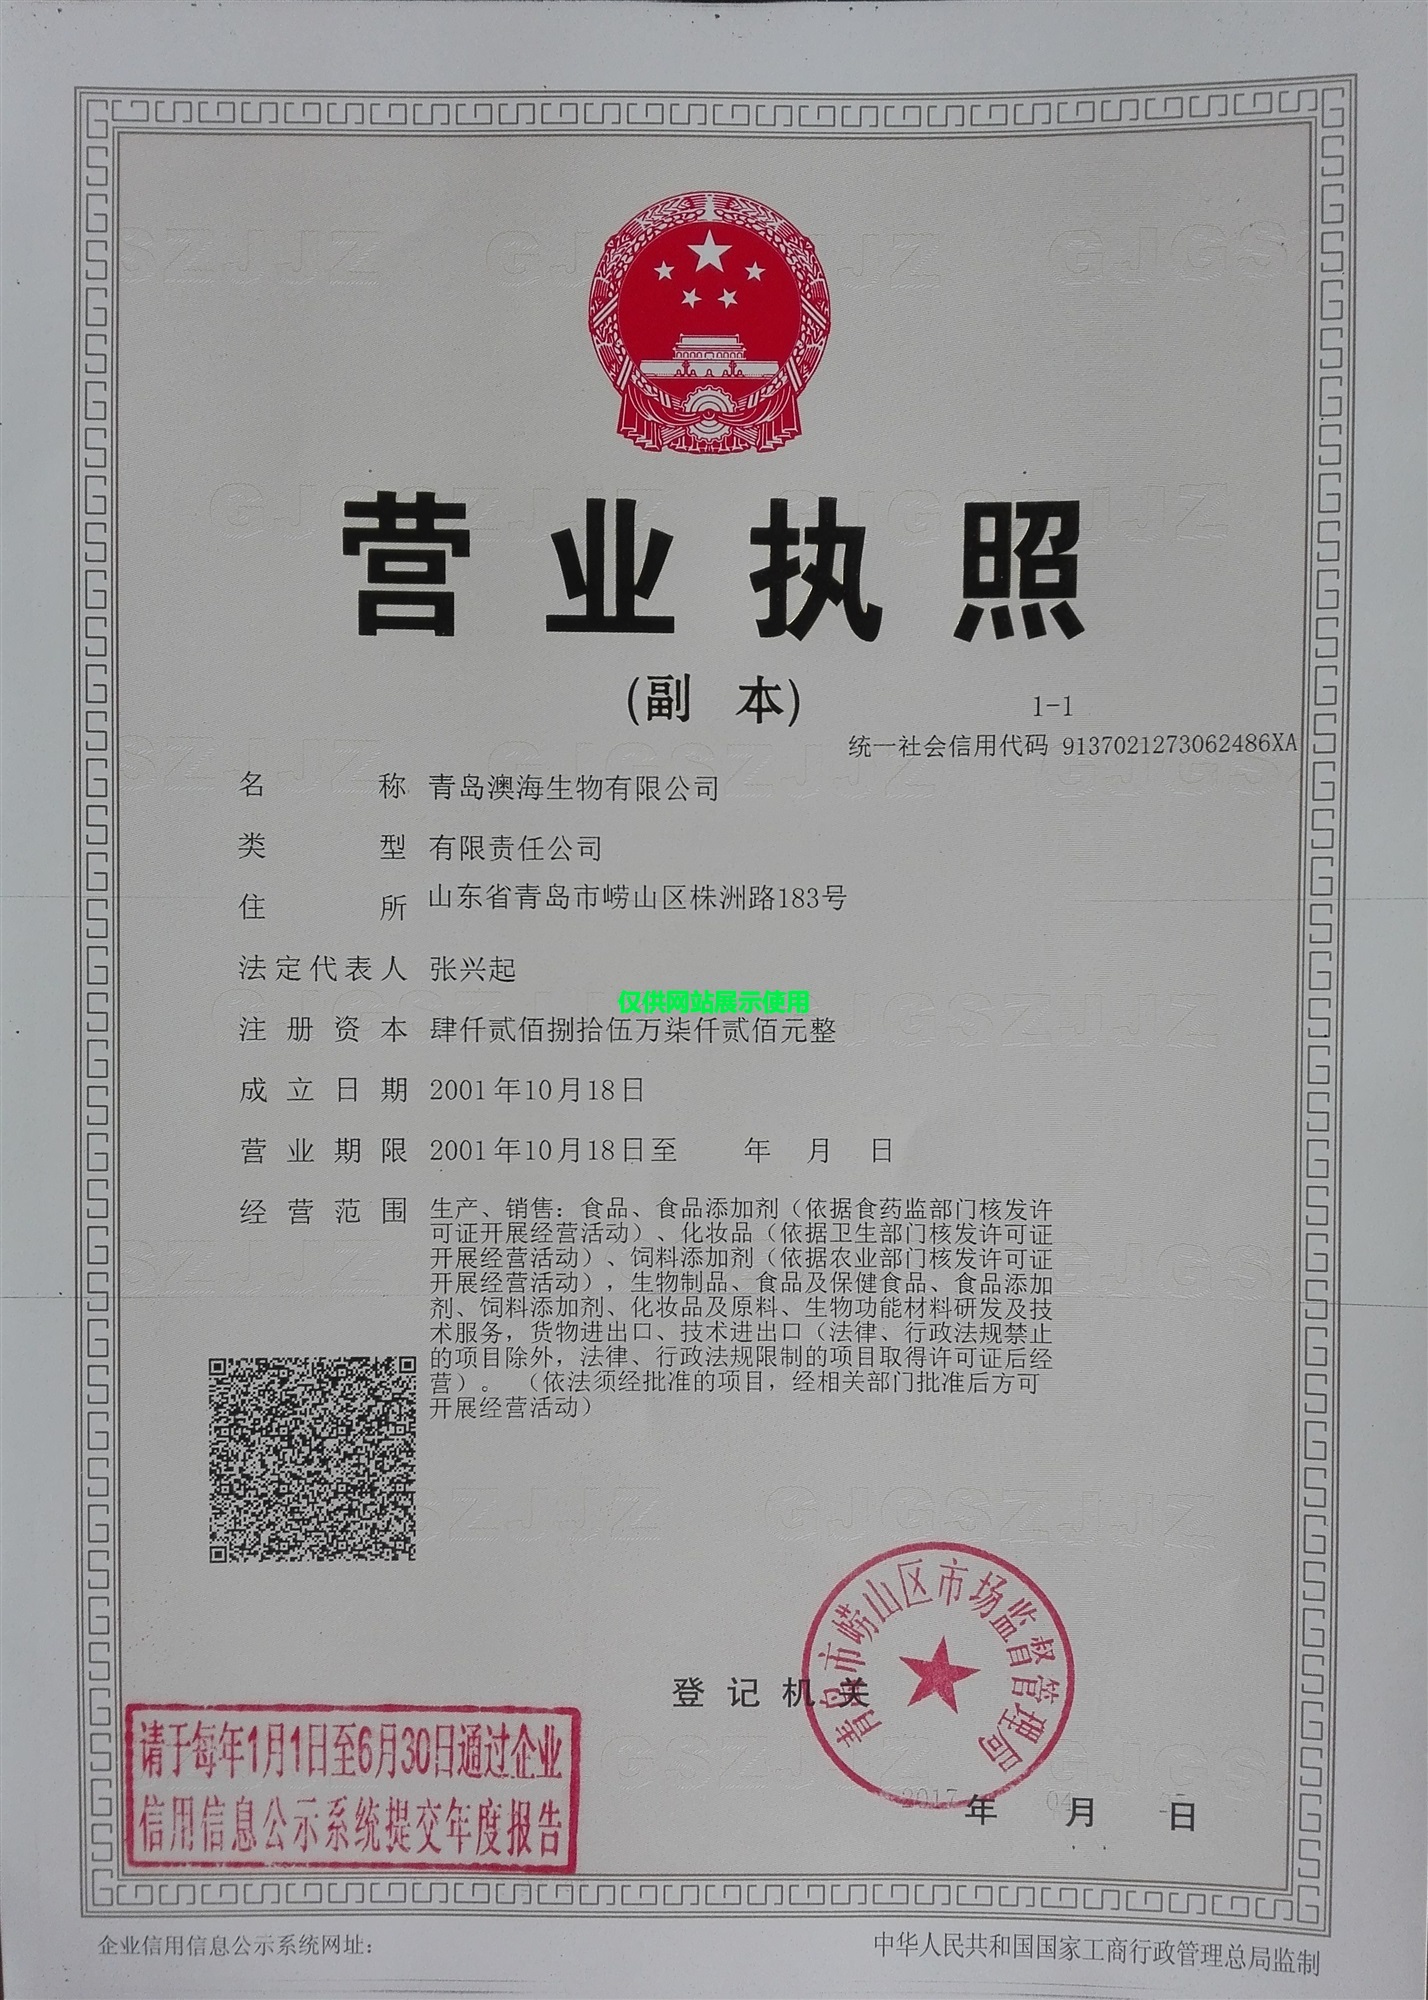 营业执照
(副 本)
1-1
统一社会信用代码 9137021273062486XA
名称 青岛澳海生物有限公司
类型 有限责任公司
住所 山东省青岛市崂山区株洲路183号
法定代表人 张兴起
仅供网站展示使用
注册资本 肆仟贰佰捌拾伍万柒仟贰佰元整
成立日期 2001年10月18日
营业期限 2001年10月18日至 年 月 日
经营范围 生产、销售：食品、食品添加剂（依据食药监部门核发许
可证开展经营活动）、化妆品（依据卫生部门核发许可证
开展经营活动）、饲料添加剂（依据农业部门核发许可证
开展经营活动），生物制品、食品及保健食品、食品添加
剂、饲料添加剂、化妆品及原料、生物功能材料研发及技
术服务，货物进出口、技术进出口（法律、行政法规禁止
的项目除外，法律、行政法规限制的项目取得许可证后经
营）。 （依法须经批准的项目，经相关部门批准后方可
开展经营活动）
青岛市崂山区市场监督管理局
登记机关
2017年 04月 日
请于每年1月1日至6月30日通过企业
信用信息公示系统提交年度报告
企业信用信息公示系统网址：
中华人民共和国国家工商行政管理总局监制